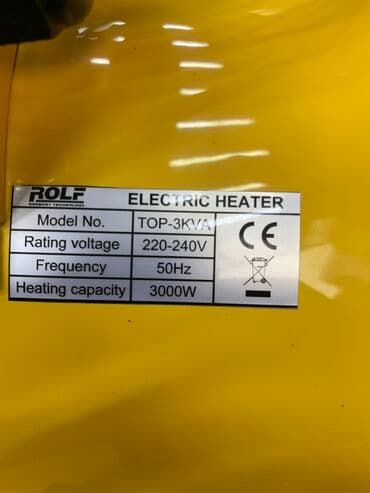 ROLF ELECTRIC HEATER
GERMANY TECHNOLOGY
Model No. TOP-3KVA
Rating voltage 220-240V
Frequency 50Hz
Heating capacity 3000W
CE